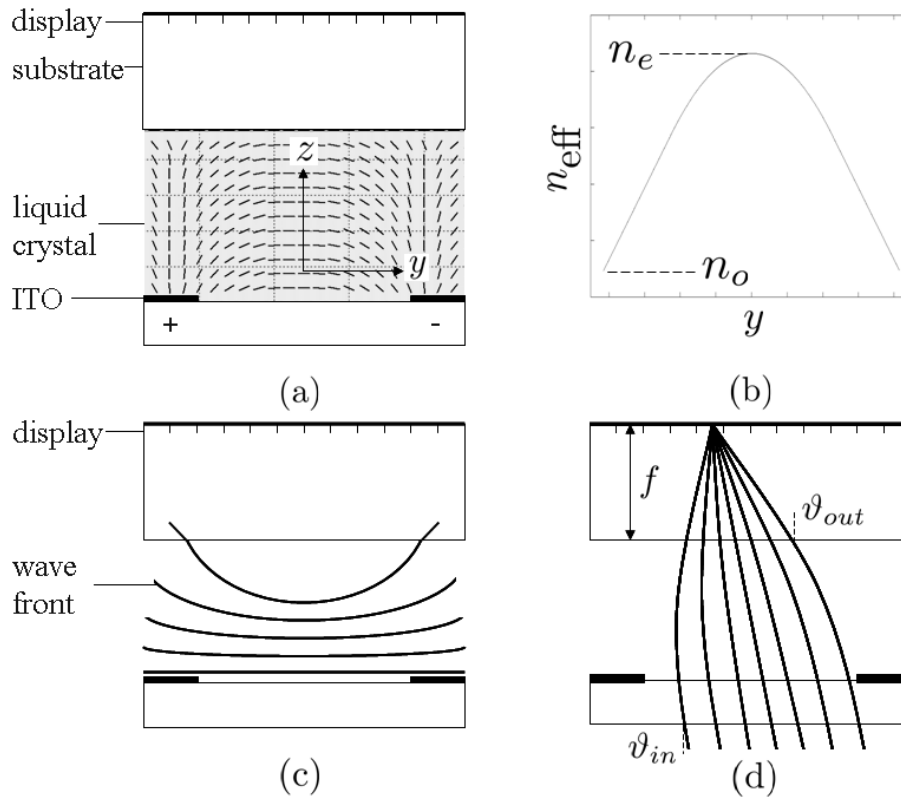 display
substrate
liquid
crystal
ITO
z
y
+
-
(a)
n_e
n_eff
n_o
y
(b)
display
wave
front
(c)
f
ϑ_out
ϑ_in
(d)